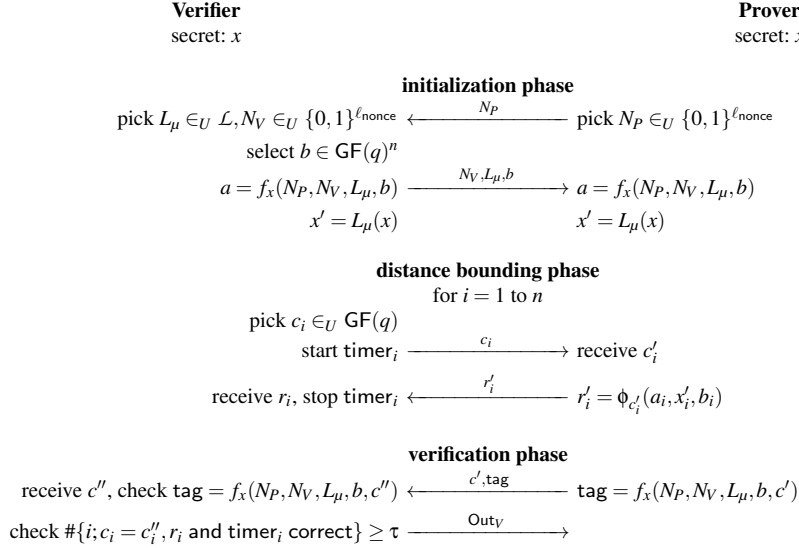 Verifier Prover
secret: x secret: x
initialization phase
pick L_μ ∈_U ℒ, N_V ∈_U {0,1}^{ℓ_nonce} ←N_P— pick N_P ∈_U {0,1}^{ℓ_nonce}
select b ∈ GF(q)^n
a = f_x(N_P, N_V, L_μ, b) —N_V, L_μ, b→ a = f_x(N_P, N_V, L_μ, b)
x′ = L_μ(x) x′ = L_μ(x)
distance bounding phase
for i = 1 to n
pick c_i ∈_U GF(q)
start timer_i —c_i→ receive c′_i
receive r_i, stop timer_i ←r′_i— r′_i = ϕ_{c′_i}(a_i, x′_i, b_i)
verification phase
receive c″, check tag = f_x(N_P, N_V, L_μ, b, c″) ←c′,tag— tag = f_x(N_P, N_V, L_μ, b, c′)
check #{i; c_i = c″_i, r_i and timer_i correct} ≥ τ —Out_V→